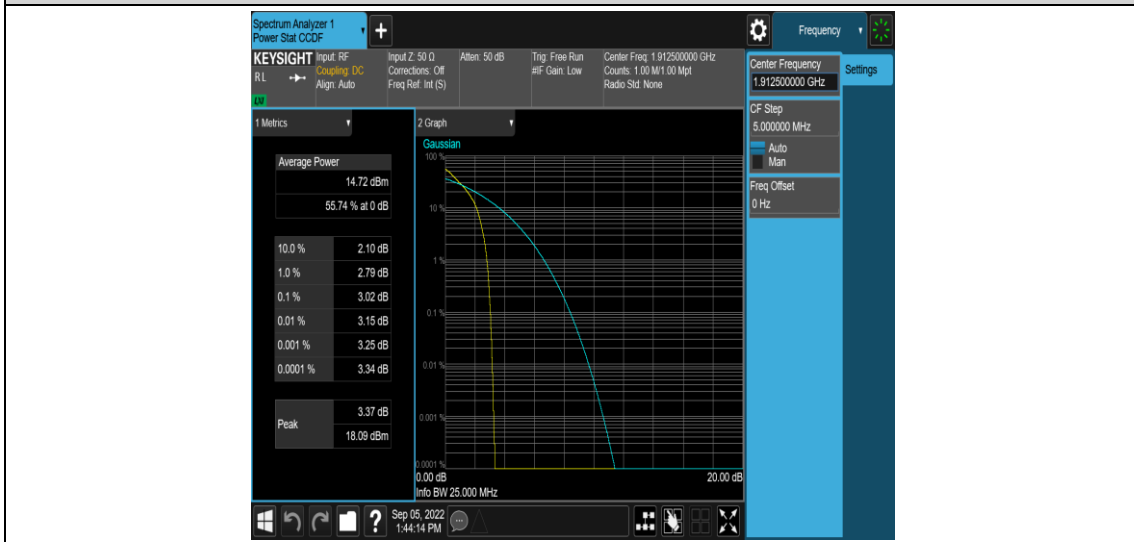 Spectrum Analyzer 1
Power Stat CCDF
+
Frequency
KEYSIGHT
RL
LXI
Input: RF
Coupling: DC
Align: Auto
Input Z: 50 Ω
Corrections: Off
Freq Ref: Int (S)
Atten: 50 dB
Trig: Free Run
#IF Gain: Low
Center Freq: 1.912500000 GHz
Counts: 1.00 M/1.00 Mpt
Radio Std: None
Center Frequency
1.912500000 GHz
Settings
CF Step
5.000000 MHz
Auto
Man
Freq Offset
0 Hz
1 Metrics
Average Power
14.72 dBm
55.74 % at 0 dB
10.0 % 2.10 dB
1.0 % 2.79 dB
0.1 % 3.02 dB
0.01 % 3.15 dB
0.001 % 3.25 dB
0.0001 % 3.34 dB
Peak
3.37 dB
18.09 dBm
2 Graph
Gaussian
100 %
10 %
1 %
0.1 %
0.01 %
0.001 %
0.0001 %
0.00 dB 20.00 dB
Info BW 25.000 MHz
?
Sep 05, 2022
1:44:14 PM